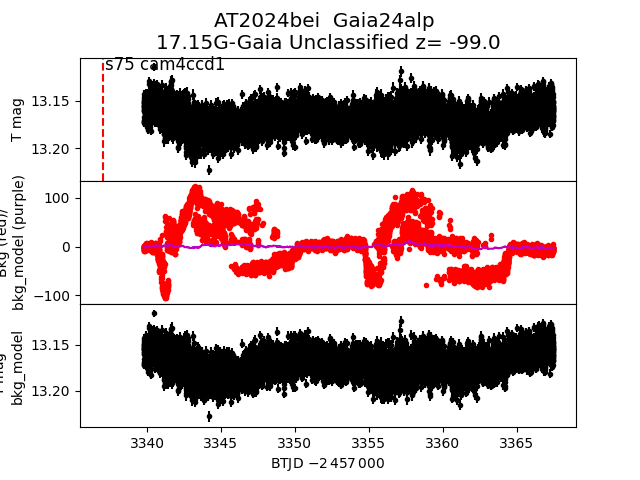 AT2024bei  Gaia24alp
17.15G-Gaia Unclassified z= -99.0
s75 cam4ccd1
T mag
13.15
13.20
Bkg (red)/
bkg_model (purple)
100
0
−100
mag
bkg_model
13.15
13.20
3340 3345 3350 3355 3360 3365
BTJD −2 457 000